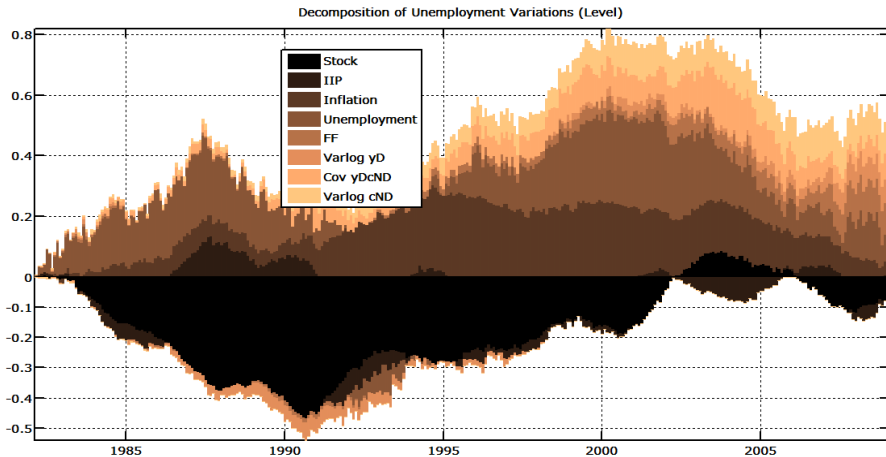 Decomposition of Unemployment Variations (Level)
0.8
0.6
0.4
0.2
0
-0.1
-0.2
-0.3
-0.4
-0.5
Stock
IIP
Inflation
Unemployment
FF
Varlog yD
Cov yDcND
Varlog cND
1985
1990
1995
2000
2005